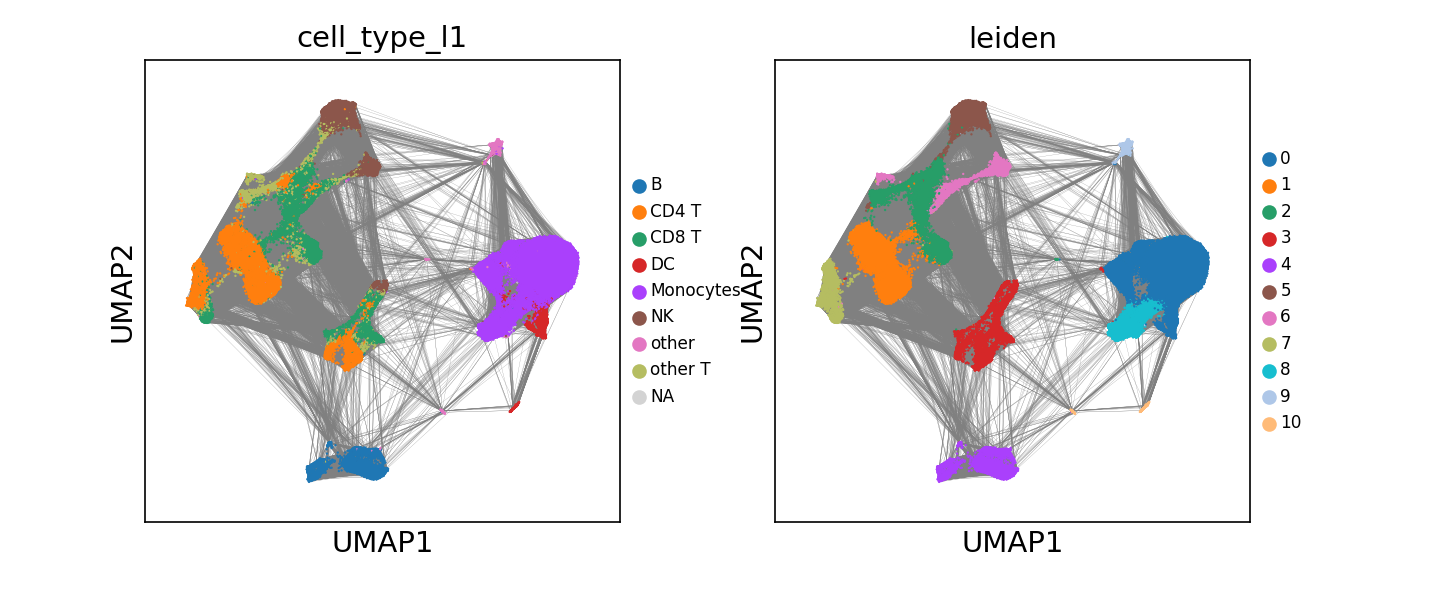 cell_type_l1
UMAP2
UMAP1
B
CD4 T
CD8 T
DC
Monocytes
NK
other
other T
NA
leiden
UMAP2
UMAP1
0
1
2
3
4
5
6
7
8
9
10